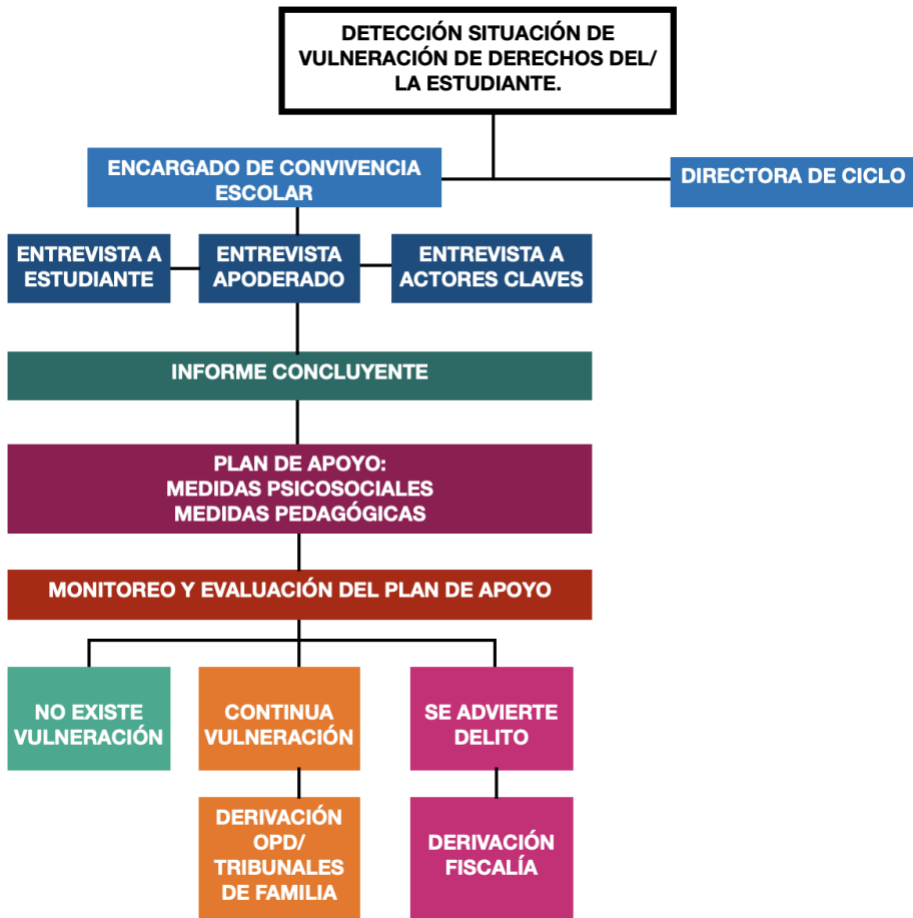 DETECCIÓN SITUACIÓN DE
VULNERACIÓN DE DERECHOS DEL/
LA ESTUDIANTE.
ENCARGADO DE CONVIVENCIA
ESCOLAR
DIRECTORA DE CICLO
ENTREVISTA A
ESTUDIANTE
ENTREVISTA
APODERADO
ENTREVISTA A
ACTORES CLAVES
INFORME CONCLUYENTE
PLAN DE APOYO:
MEDIDAS PSICOSOCIALES
MEDIDAS PEDAGÓGICAS
MONITOREO Y EVALUACIÓN DEL PLAN DE APOYO
NO EXISTE
VULNERACIÓN
CONTINUA
VULNERACIÓN
SE ADVIERTE
DELITO
DERIVACIÓN
OPD/
TRIBUNALES
DE FAMILIA
DERIVACIÓN
FISCALÍA